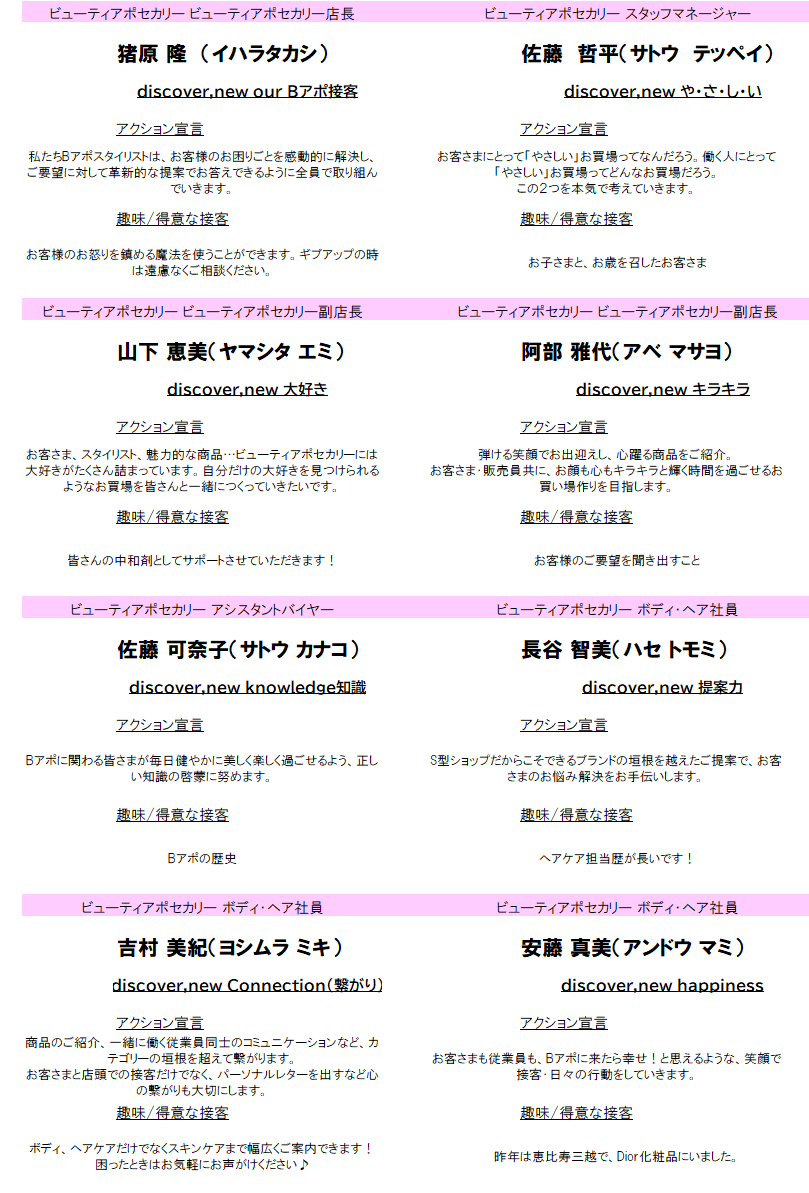 ビューティアポセカリー ビューティアポセカリー店長
猪原 隆 （イハラタカシ）
discover,new our Bアポ接客
アクション宣言
私たちBアポスタイリストは、お客様のお困りごとを感動的に解決し、
ご要望に対して革新的な提案でお答えできるように全員で取り組ん
でいきます。
趣味/得意な接客
お客様のお怒りを鎮める魔法を使うことができます。ギブアップの時
は遠慮なくご相談ください。
ビューティアポセカリー スタッフマネージャー
佐藤 哲平（サトウ テッペイ）
discover,new や・さ・し・い
アクション宣言
お客さまにとって「やさしい」お買場ってなんだろう。働く人にとって
「やさしい」お買場ってどんなお買場だろう。
この2つを本気で考えていきます。
趣味/得意な接客
お子さまと、お歳を召したお客さま
ビューティアポセカリー ビューティアポセカリー副店長
山下 恵美（ヤマシタ エミ）
discover,new 大好き
アクション宣言
お客さま、スタイリスト、魅力的な商品…ビューティアポセカリーには
大好きがたくさん詰まっています。自分だけの大好きを見つけられる
ようなお買場を皆さんと一緒につくっていきたいです。
趣味/得意な接客
皆さんの中和剤としてサポートさせていただきます！
ビューティアポセカリー ビューティアポセカリー副店長
阿部 雅代（アベ マサヨ）
discover,new キラキラ
アクション宣言
弾ける笑顔でお出迎えし、心躍る商品をご紹介。
お客さま・販売員共に、お顔も心もキラキラと輝く時間を過ごせるお
買い場作りを目指します。
趣味/得意な接客
お客様のご要望を聞き出すこと
ビューティアポセカリー アシスタントバイヤー
佐藤 可奈子（サトウ カナコ）
discover,new knowledge知識
アクション宣言
Bアポに関わる皆さまが毎日健やかに美しく楽しく過ごせるよう、正し
い知識の啓蒙に努めます。
趣味/得意な接客
Bアポの歴史
ビューティアポセカリー ボディ・ヘア社員
長谷 智美（ハセ トモミ）
discover,new 提案力
アクション宣言
S型ショップだからこそできるブランドの垣根を越えたご提案で、お客
さまのお悩み解決をお手伝いします。
趣味/得意な接客
ヘアケア担当歴が長いです！
ビューティアポセカリー ボディ・ヘア社員
吉村 美紀（ヨシムラ ミキ）
discover,new Connection（繋がり）
アクション宣言
商品のご紹介、一緒に働く従業員同士のコミュニケーションなど、カ
テゴリーの垣根を超えて繋がります。
お客さまと店頭での接客だけでなく、パーソナルレターを出すなど心
の繋がりも大切にします。
趣味/得意な接客
ボディ、ヘアケアだけでなくスキンケアまで幅広くご案内できます！
困ったときはお気軽にお声がけください♪
ビューティアポセカリー ボディ・ヘア社員
安藤 真美（アンドウ マミ）
discover,new happiness
アクション宣言
お客さまも従業員も、Bアポに来たら幸せ！と思えるような、笑顔で
接客・日々の行動をしていきます。
趣味/得意な接客
昨年は恵比寿三越で、Dior化粧品にいました。